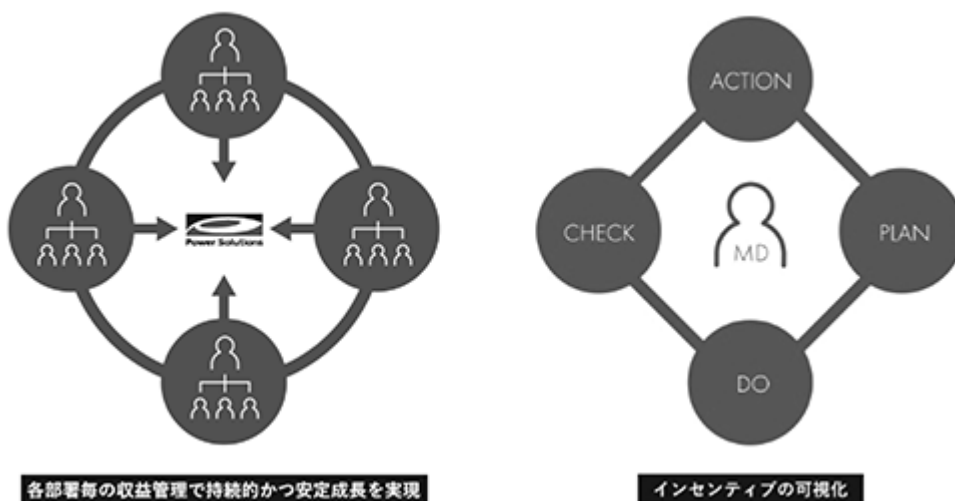 Power Solutions
各部署毎の収益管理で持続的かつ安定成長を実現
ACTION
CHECK
MD
PLAN
DO
インセンティブの可視化